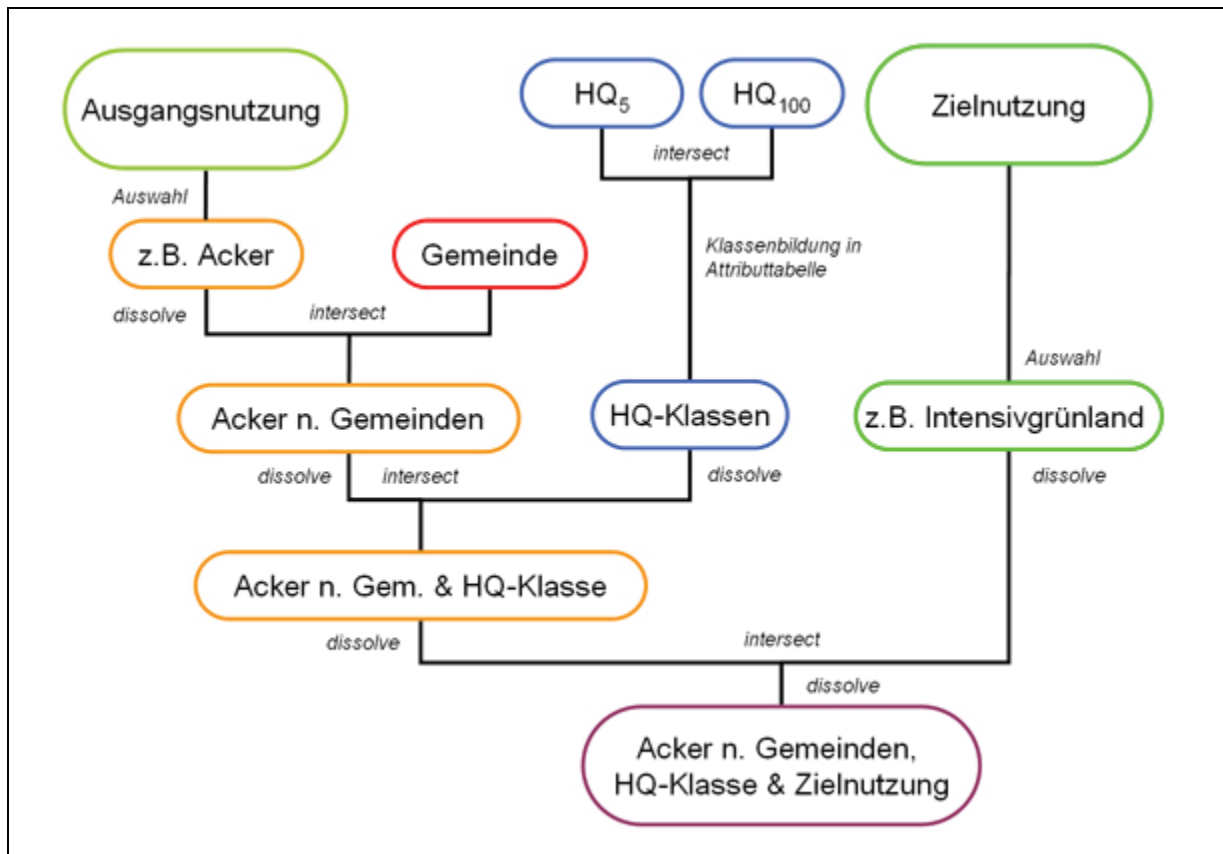 Ausgangsnutzung
HQ5
HQ100
Zielnutzung
intersect
Auswahl
z.B. Acker
Gemeinde
Klassenbildung in
Attributtabelle
dissolve
intersect
Auswahl
Acker n. Gemeinden
HQ-Klassen
z.B. Intensivgrünland
dissolve
intersect
dissolve
dissolve
Acker n. Gem. & HQ-Klasse
dissolve
intersect
dissolve
Acker n. Gemeinden,
HQ-Klasse & Zielnutzung